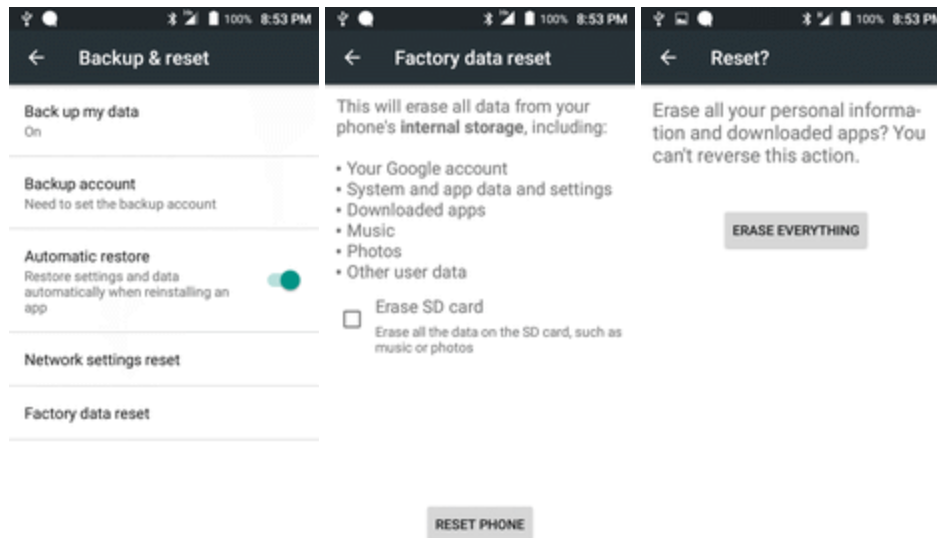 100% 8:53 PM
Backup & reset
Back up my data
On
Backup account
Need to set the backup account
Automatic restore
Restore settings and data
automatically when reinstalling an
app
Network settings reset
Factory data reset
100% 8:53 PM
Factory data reset
This will erase all data from your
phone's internal storage, including:
• Your Google account
• System and app data and settings
• Downloaded apps
• Music
• Photos
• Other user data
Erase SD card
Erase all the data on the SD card, such as
music or photos
RESET PHONE
100% 8:53 PM
Reset?
Erase all your personal informa-
tion and downloaded apps? You
can't reverse this action.
ERASE EVERYTHING